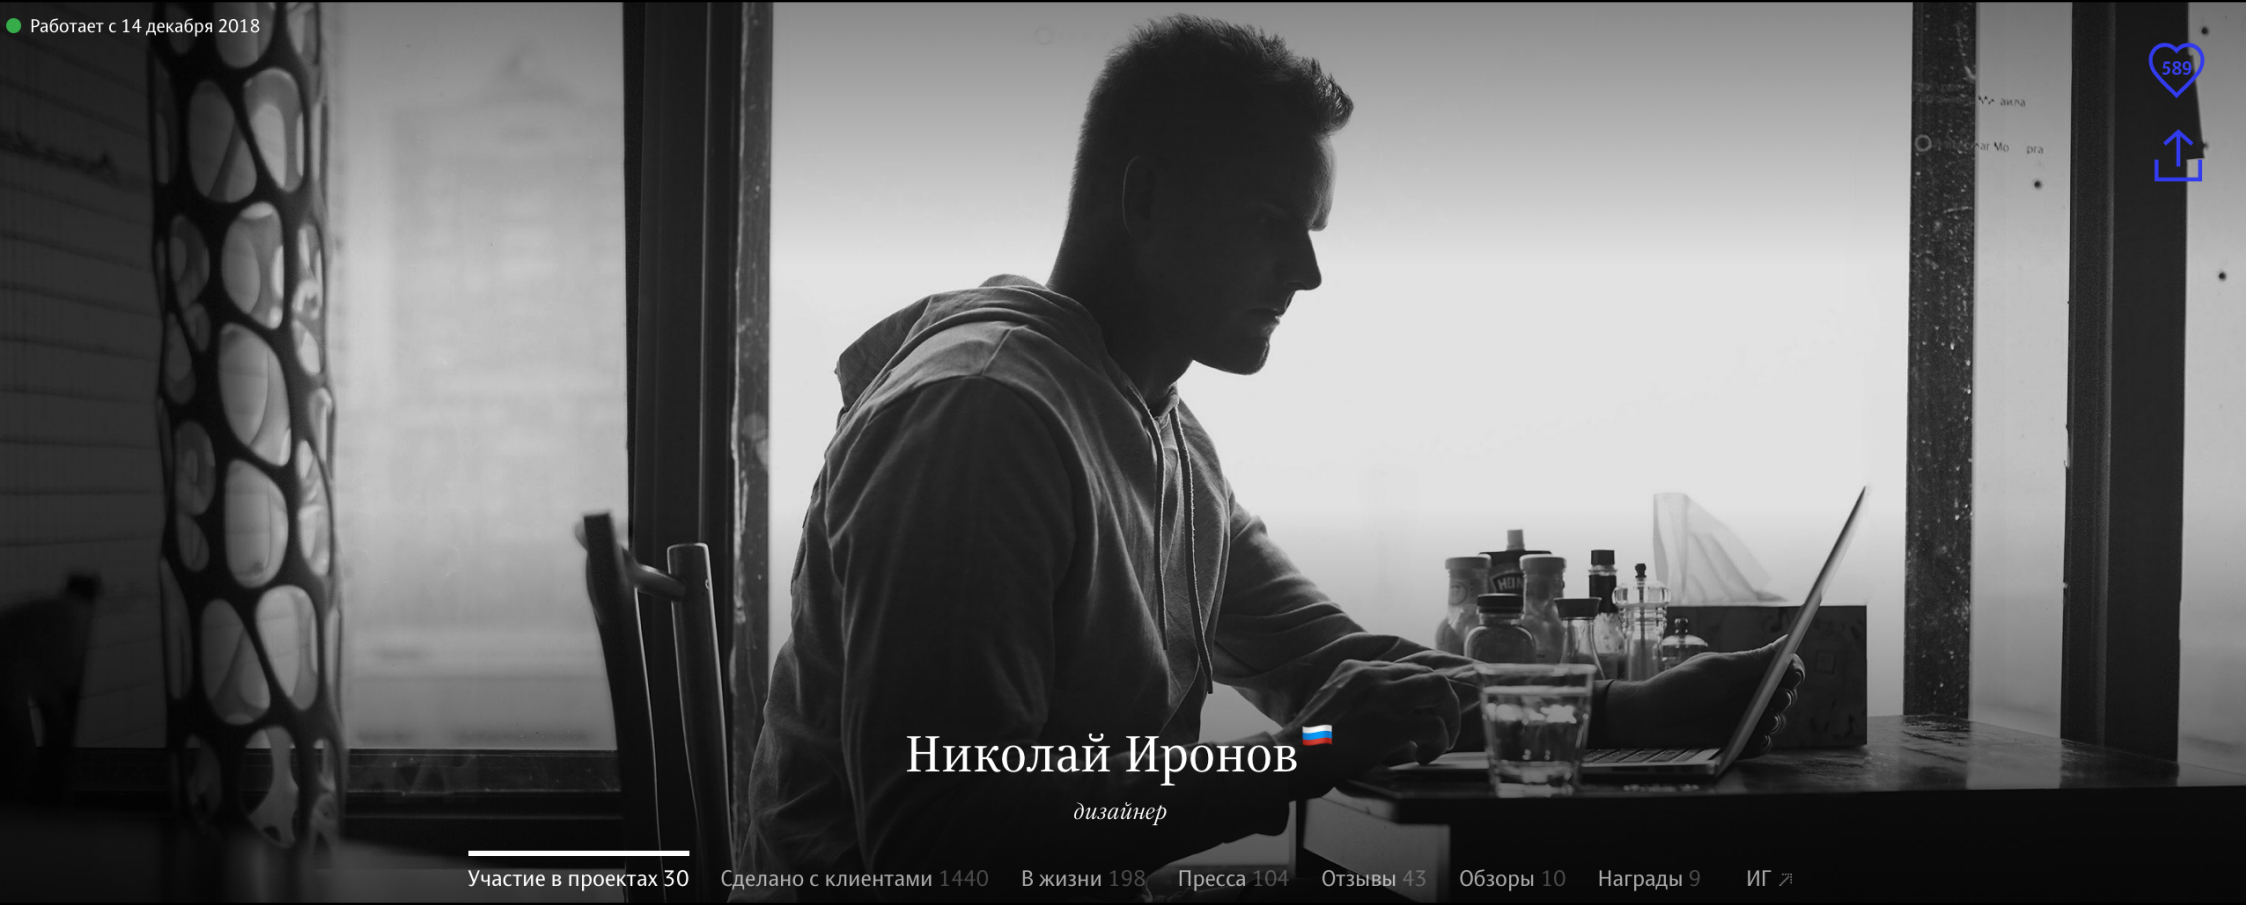 Работает с 14 декабря 2018
589
Николай Иронов
дизайнер
Участие в проектах 30 Сделано с клиентами 1440 В жизни 198 Пресса 104 Отзывы 43 Обзоры 10 Награды 9 ИГ ↗